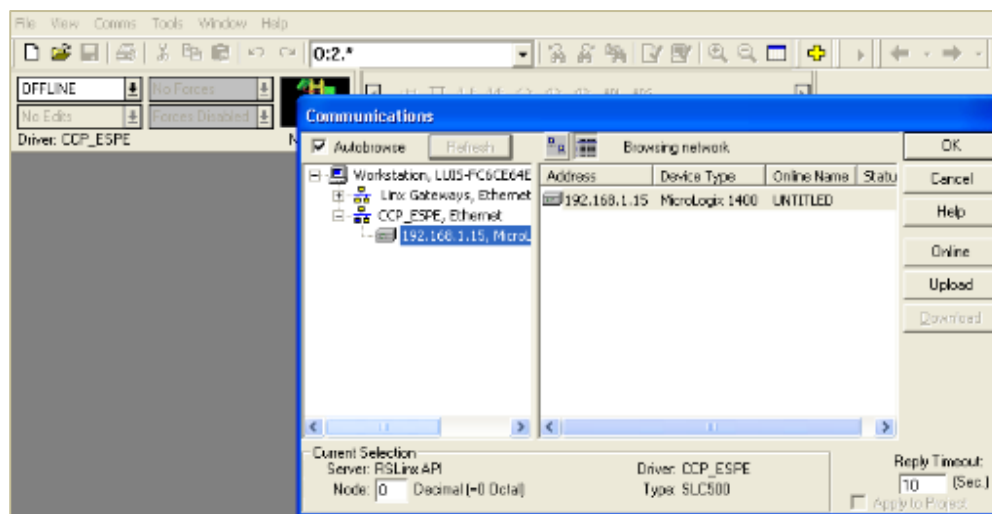 File View Comms Tools Window Help
O:2.*
OFFLINE No Forces
No Edits Forces Disabled
Driver: CCP_ESPE N
Communications
Autobrowse Refresh Browsing network
OK
Cancel
Help
Online
Upload
Download
Workstation, LUIS-FC6CE64E
Linx Gateways, Ethernet
CCP_ESPE, Ethernet
192.168.1.15, MicroL
Address Device Type Online Name Statu
192.168.1.15 MicroLogix 1400 UNTITLED
Current Selection
Server: RSLinx API Driver: CCP_ESPE
Node: 0 Decimal (=0 Octal) Type: SLC500
Reply Timeout:
10 (Sec.)
Apply to Project